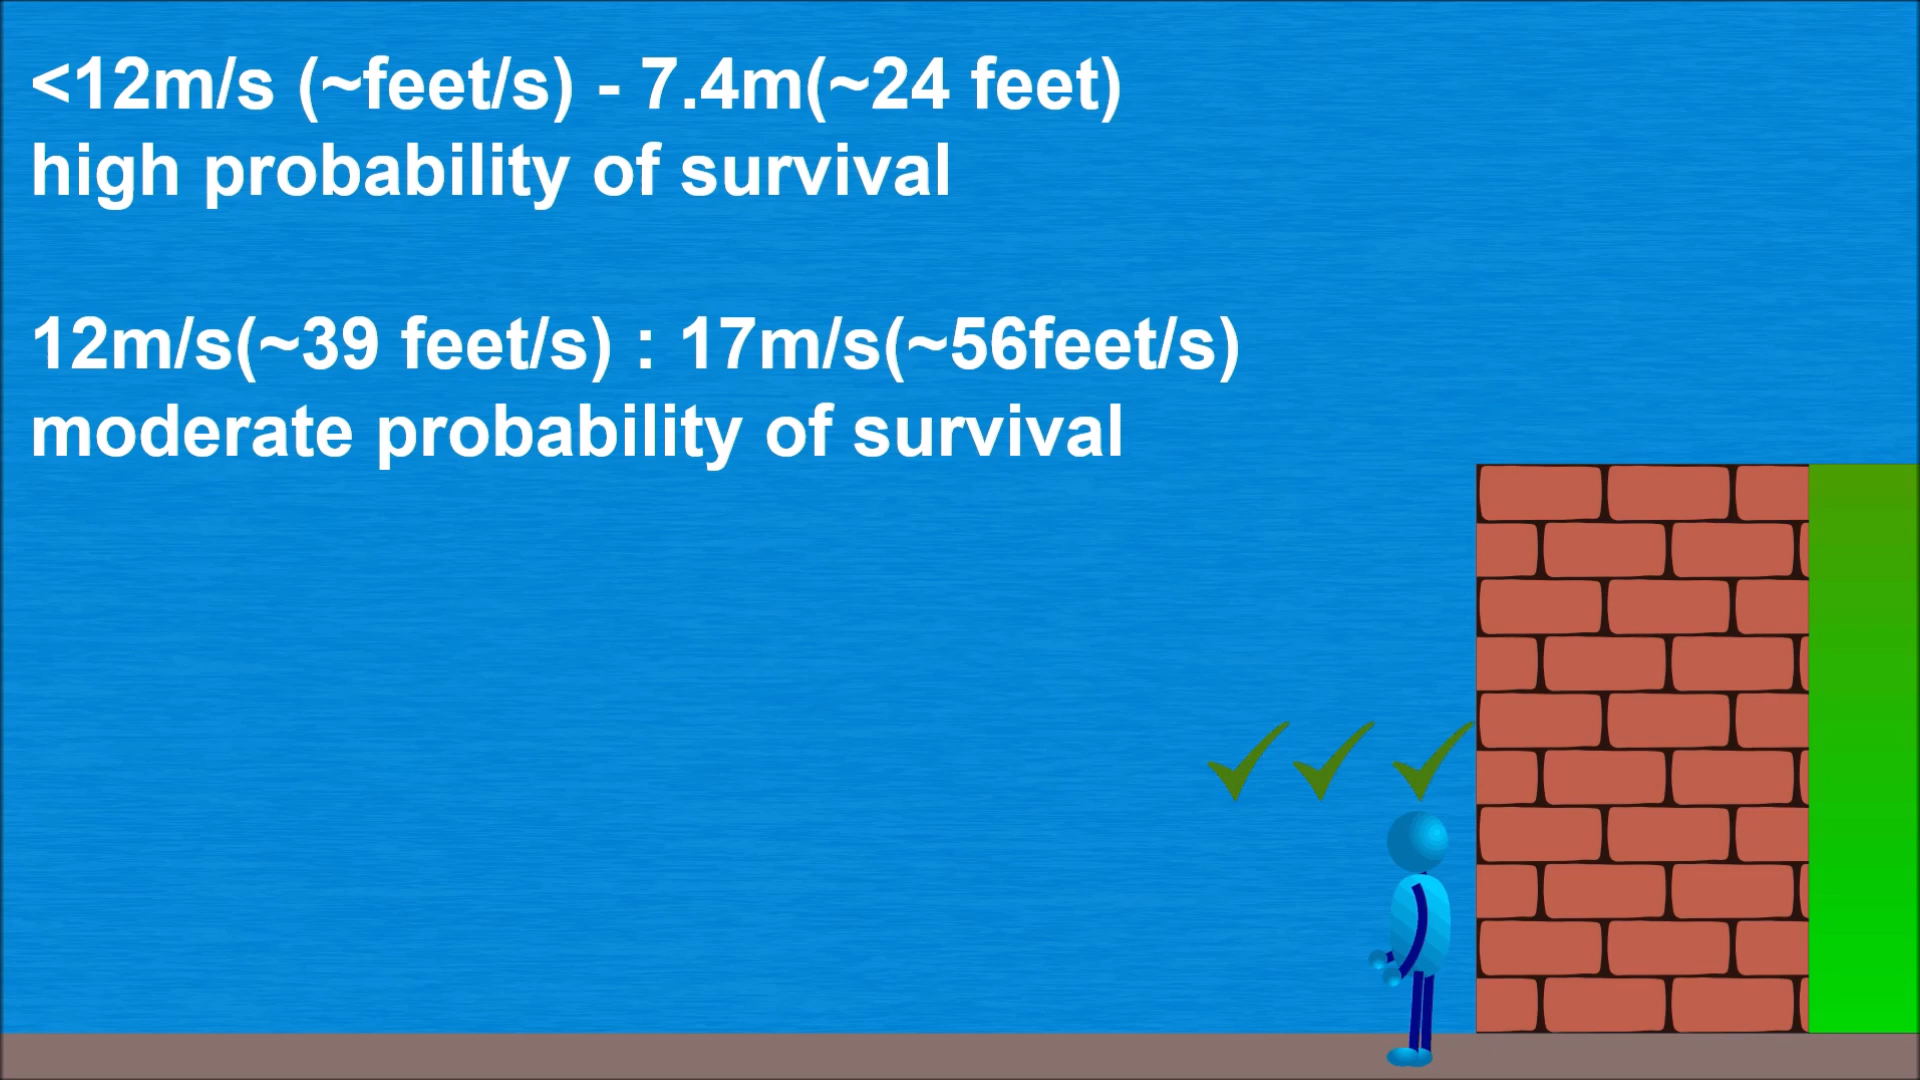 <12m/s (~feet/s) - 7.4m(~24 feet)
high probability of survival
12m/s(~39 feet/s) : 17m/s(~56feet/s)
moderate probability of survival